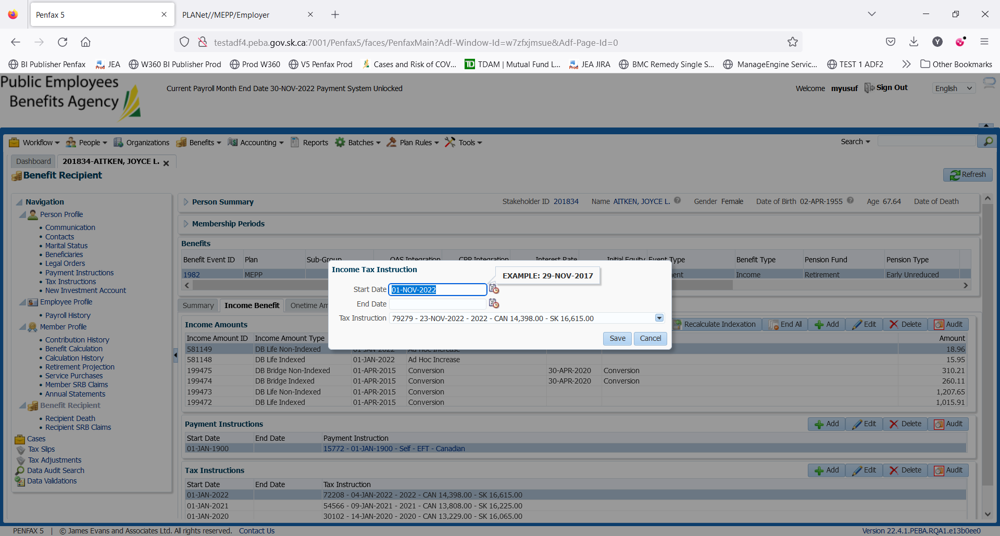 Penfax 5
PLANet//MEPP/Employer
testadf4.peba.gov.sk.ca:7001/Penfax5/faces/PenfaxMain?Adf-Window-Id=w7zfxjmsue&Adf-Page-Id=0
Y
BI Publisher Penfax
JEA
W360 BI Publisher Prod
Prod W360
V5 Penfax Prod
Cases and Risk of COV...
TDAM | Mutual Fund L...
JEA JIRA
BMC Remedy Single S...
ManageEngine Servic...
TEST 1 ADF2
Other Bookmarks
Public Employees
Benefits Agency
Current Payroll Month End Date 30-NOV-2022 Payment System Unlocked
Welcome myusuf Sign Out English
Workflow People Organizations Benefits Accounting Reports Batches Plan Rules Tools Search
Dashboard 201834-AITKEN, JOYCE L.
Benefit Recipient
Refresh
Navigation
Person Profile
Communication
Contacts
Marital Status
Beneficiaries
Legal Orders
Payment Instructions
Tax Instructions
New Investment Account
Employee Profile
Payroll History
Member Profile
Contribution History
Benefit Calculation
Calculation History
Retirement Projection
Service Purchases
Member SRB Claims
Annual Statements
Benefit Recipient
Recipient Death
Recipient SRB Claims
Cases
Tax Slips
Tax Adjustments
Data Audit Search
Data Validations
Person Summary Stakeholder ID 201834 Name AITKEN, JOYCE L. Gender Female Date of Birth 02-APR-1955 Age 67.64 Date of Death
Membership Periods
Benefits
Benefit Event ID Plan Sub-Group OAS Integration CPP Integration Interest Rate Initial Equity Event Type Benefit Type Pension Fund Pension Type
1982 MEPP Income Retirement Early Unreduced
Income Tax Instruction
EXAMPLE: 29-NOV-2017
Start Date 01-NOV-2022
End Date
Tax Instruction 79279 - 23-NOV-2022 - 2022 - CAN 14,398.00 - SK 16,615.00
Save Cancel
Summary Income Benefit Onetime Am
Income Amounts Recalculate Indexation End All Add Edit Delete Audit
Income Amount ID Income Amount Type Amount
581149 DB Life Non-Indexed 01-JAN-2022 Ad Hoc Increase 18.96
581148 DB Life Indexed 01-JAN-2022 Ad Hoc Increase 15.95
199475 DB Bridge Non-Indexed 01-APR-2015 Conversion 30-APR-2020 Conversion 310.21
199474 DB Bridge Indexed 01-APR-2015 Conversion 30-APR-2020 Conversion 260.11
199473 DB Life Non-Indexed 01-APR-2015 Conversion 1,207.65
199472 DB Life Indexed 01-APR-2015 Conversion 1,015.91
Payment Instructions Add Edit Delete Audit
Start Date End Date Payment Instruction
01-JAN-1900 15772 - 01-JAN-1900 - Self - EFT - Canadian
Tax Instructions Add Edit Delete Audit
Start Date End Date Tax Instruction
01-JAN-2022 72208 - 04-JAN-2022 - 2022 - CAN 14,398.00 - SK 16,615.00
01-JAN-2021 54566 - 09-JAN-2021 - 2021 - CAN 13,808.00 - SK 16,225.00
01-JAN-2020 30102 - 14-JAN-2020 - 2020 - CAN 13,229.00 - SK 16,065.00
PENFAX 5 | © James Evans and Associates Ltd. All rights reserved. Contact Us
Version 22.4.1.PEBA.RQA1.e13b0ee0